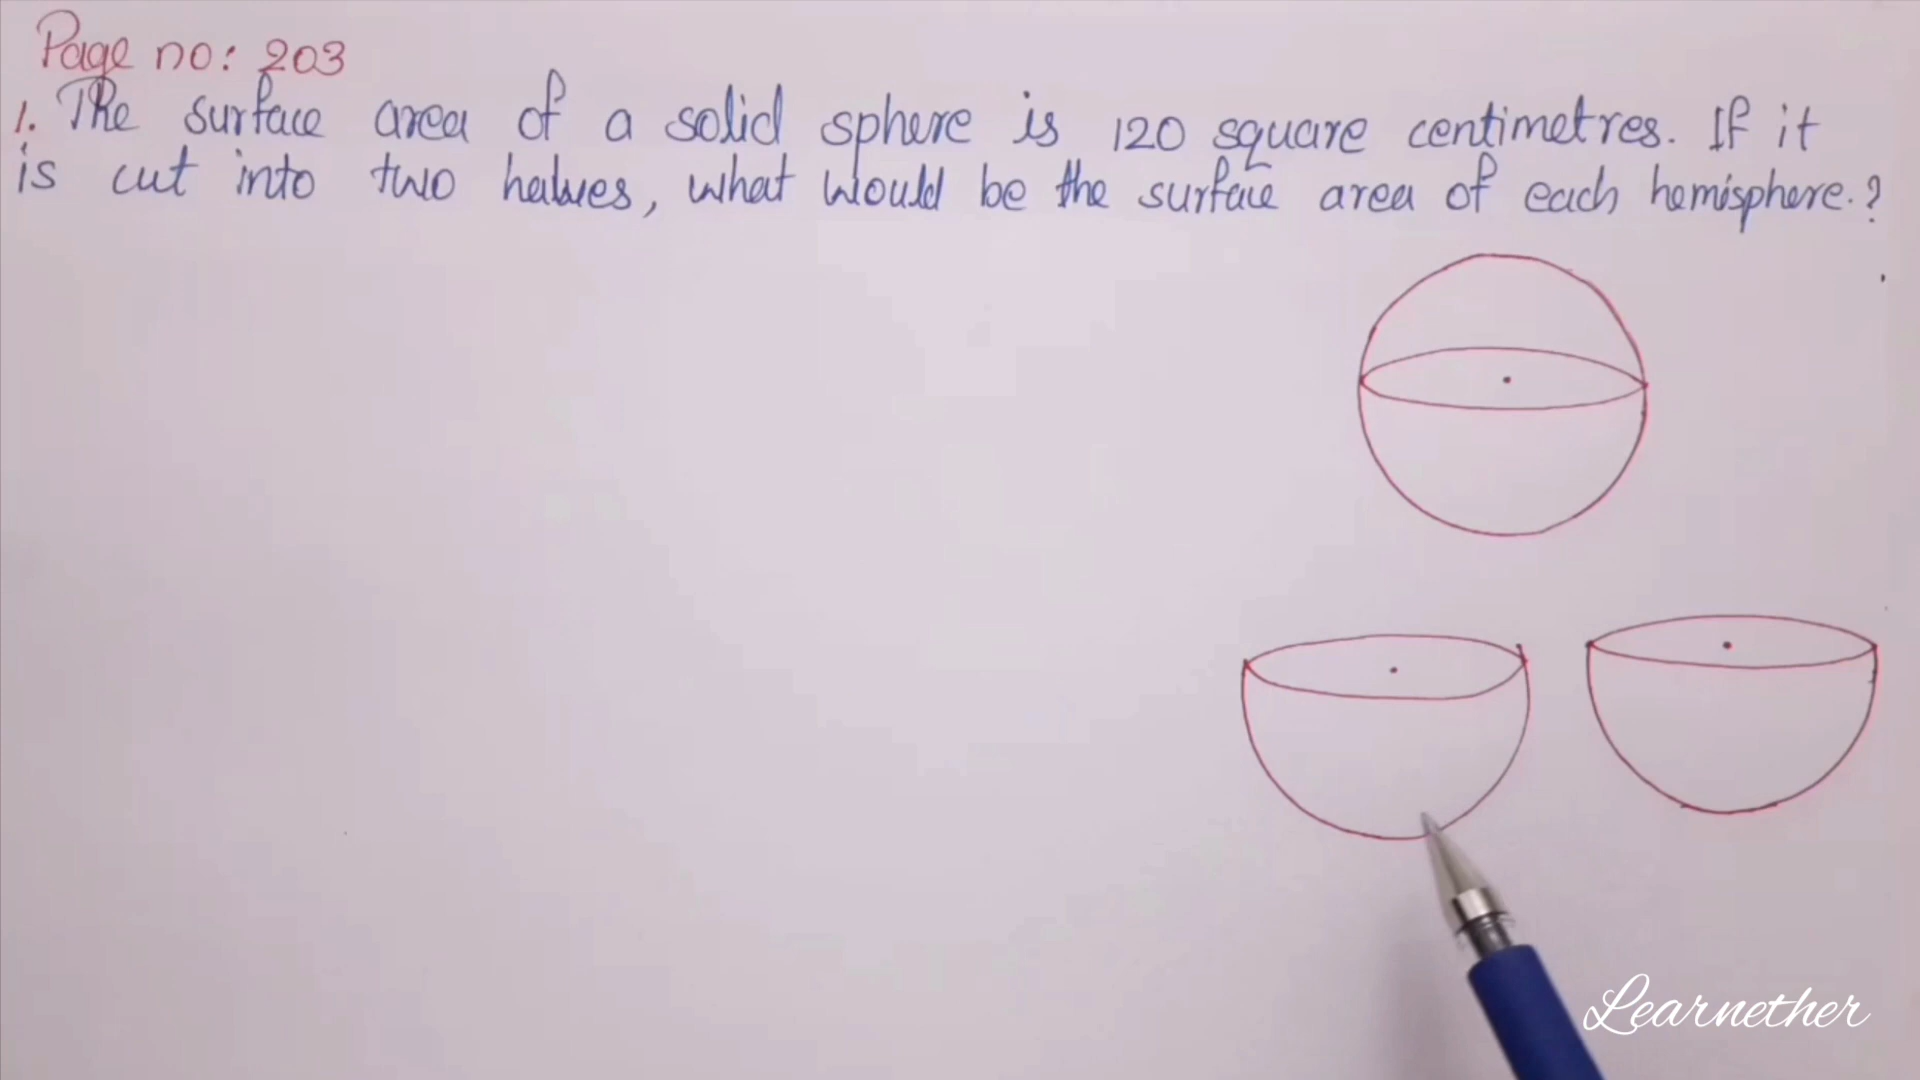 Page no: 203
1. The surface area of a solid sphere is 120 square centimetres. If it
is cut into two halves, what would be the surface area of each hemisphere.?
Learnether